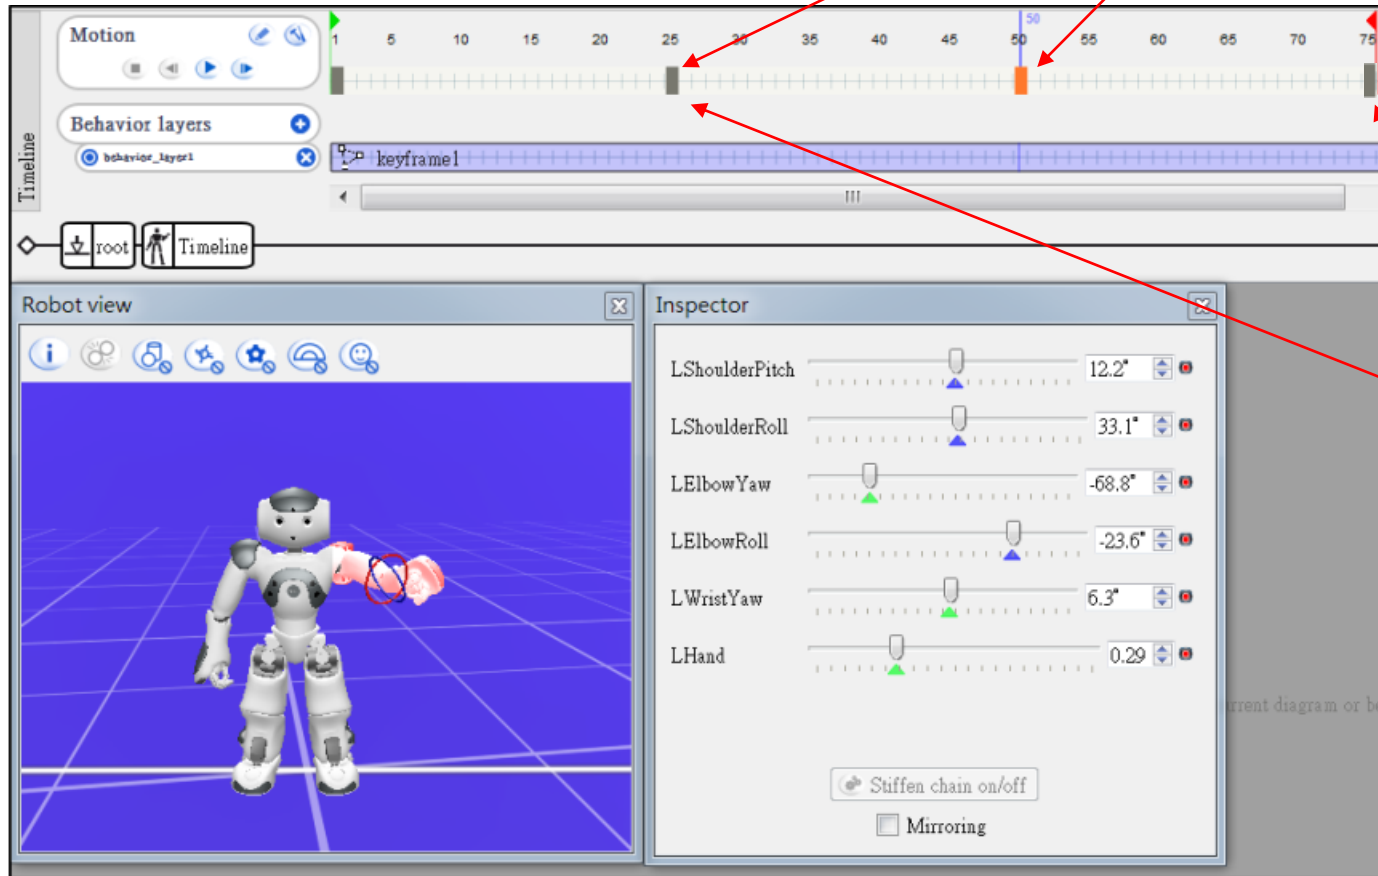 Motion
50
1 5 10 15 20 25 30 35 40 45 50 55 60 65 70 75
Behavior layers
behavior_layer1
keyframe1
Timeline
root Timeline
Robot view
Inspector
LShoulderPitch 12.2°
LShoulderRoll 33.1°
LElbowYaw -68.8°
LElbowRoll -23.6°
LWristYaw 6.3°
LHand 0.29
Stiffen chain on/off
Mirroring
urrent diagram or be